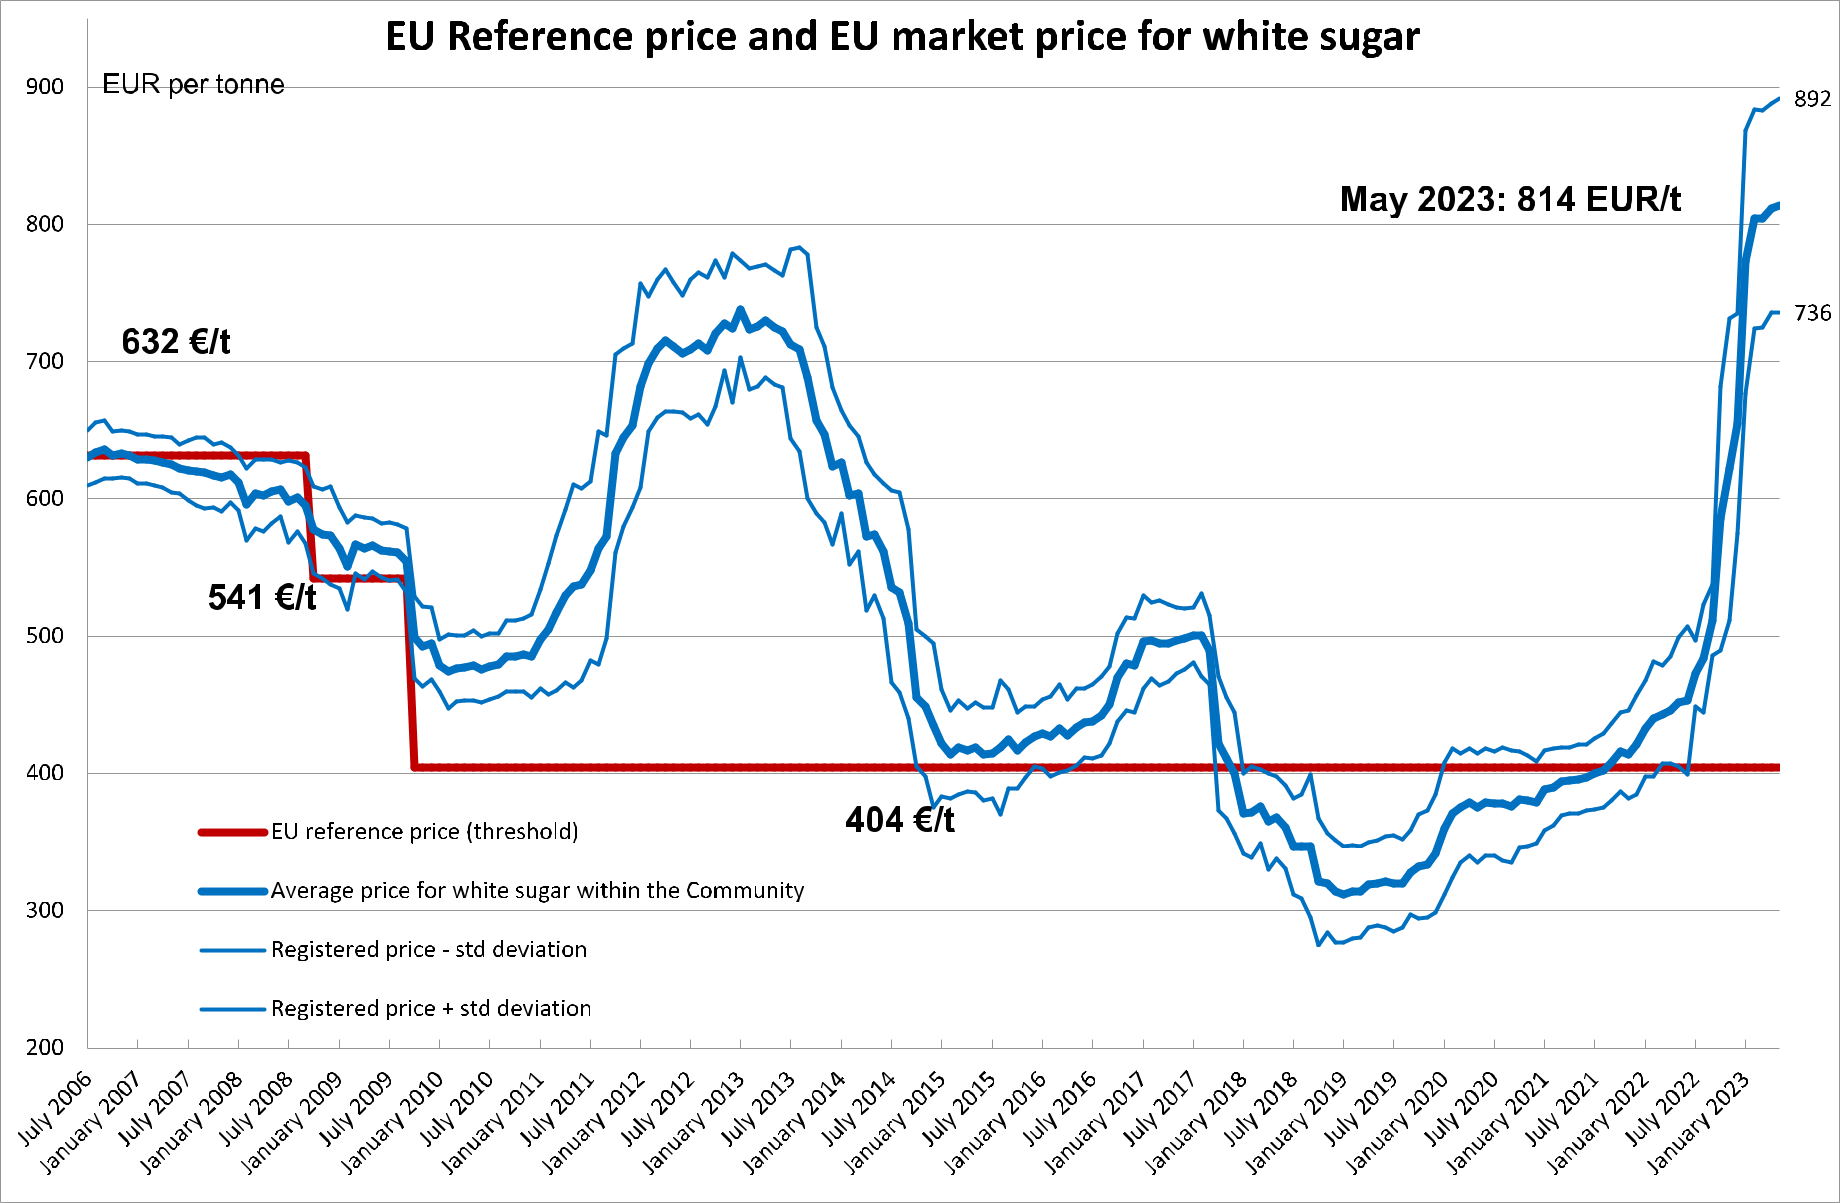 EU Reference price and EU market price for white sugar
EUR per tonne
900
800
700
600
500
400
300
200
892
May 2023: 814 EUR/t
736
632 €/t
541 €/t
404 €/t
EU reference price (threshold)
Average price for white sugar within the Community
Registered price - std deviation
Registered price + std deviation
July 2006
January 2007
July 2007
January 2008
July 2008
January 2009
July 2009
January 2010
July 2010
January 2011
July 2011
January 2012
July 2012
January 2013
July 2013
January 2014
July 2014
January 2015
July 2015
January 2016
July 2016
January 2017
July 2017
January 2018
July 2018
January 2019
July 2019
January 2020
July 2020
January 2021
July 2021
January 2022
July 2022
January 2023